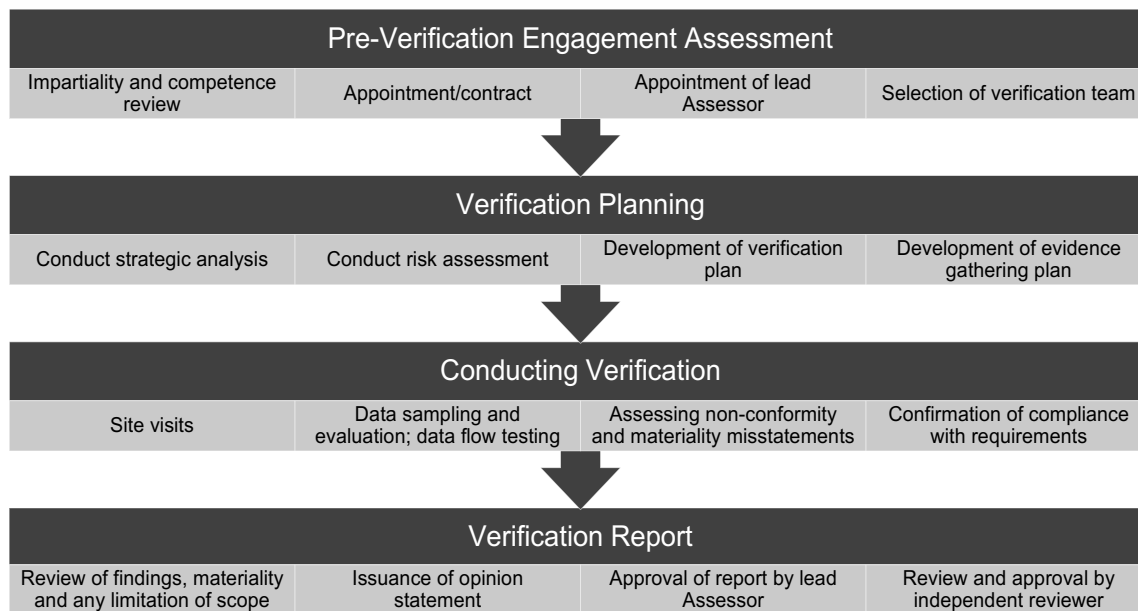 Pre-Verification Engagement Assessment
Impartiality and competence
review
Appointment/contract
Appointment of lead
Assessor
Selection of verification team
Verification Planning
Conduct strategic analysis
Conduct risk assessment
Development of verification
plan
Development of evidence
gathering plan
Conducting Verification
Site visits
Data sampling and
evaluation; data flow testing
Assessing non-conformity
and materiality misstatements
Confirmation of compliance
with requirements
Verification Report
Review of findings, materiality
and any limitation of scope
Issuance of opinion
statement
Approval of report by lead
Assessor
Review and approval by
independent reviewer